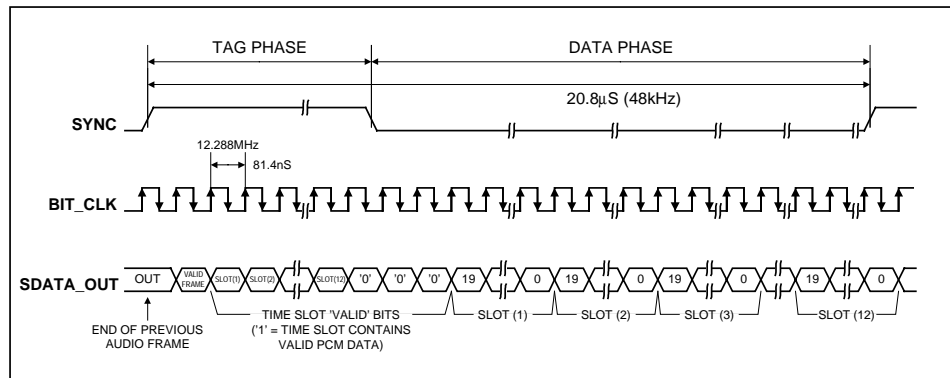 TAG PHASE
DATA PHASE
20.8µS (48kHz)
SYNC
12.288MHz
81.4nS
BIT_CLK
SDATA_OUT
OUT
VALID
FRAME
SLOT(1)
SLOT(2)
SLOT(12)
'0'
'0'
'0'
19
0
19
0
19
0
19
0
END OF PREVIOUS
AUDIO FRAME
TIME SLOT 'VALID' BITS
('1' = TIME SLOT CONTAINS
VALID PCM DATA)
SLOT (1)
SLOT (2)
SLOT (3)
SLOT (12)